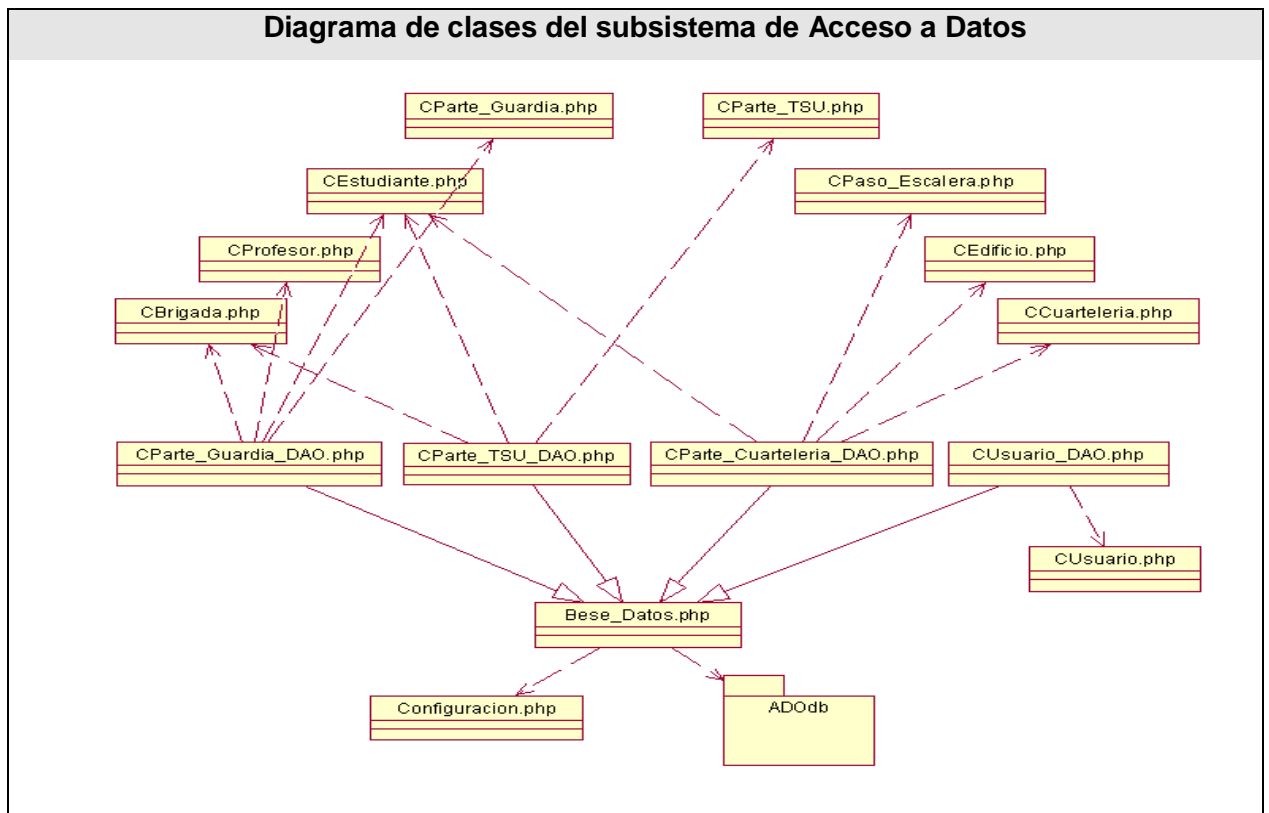 Diagrama de clases del subsistema de Acceso a Datos
CParte_Guardia.php
CParte_TSU.php
CEstudiante.php
CPaso_Escalera.php
CProfesor.php
CEdificio.php
CBrigada.php
CCuarteleria.php
CParte_Guardia_DAO.php
CParte_TSU_DAO.php
CParte_Cuarteleria_DAO.php
CUsuario_DAO.php
CUsuario.php
Bese_Datos.php
Configuracion.php
ADOdb